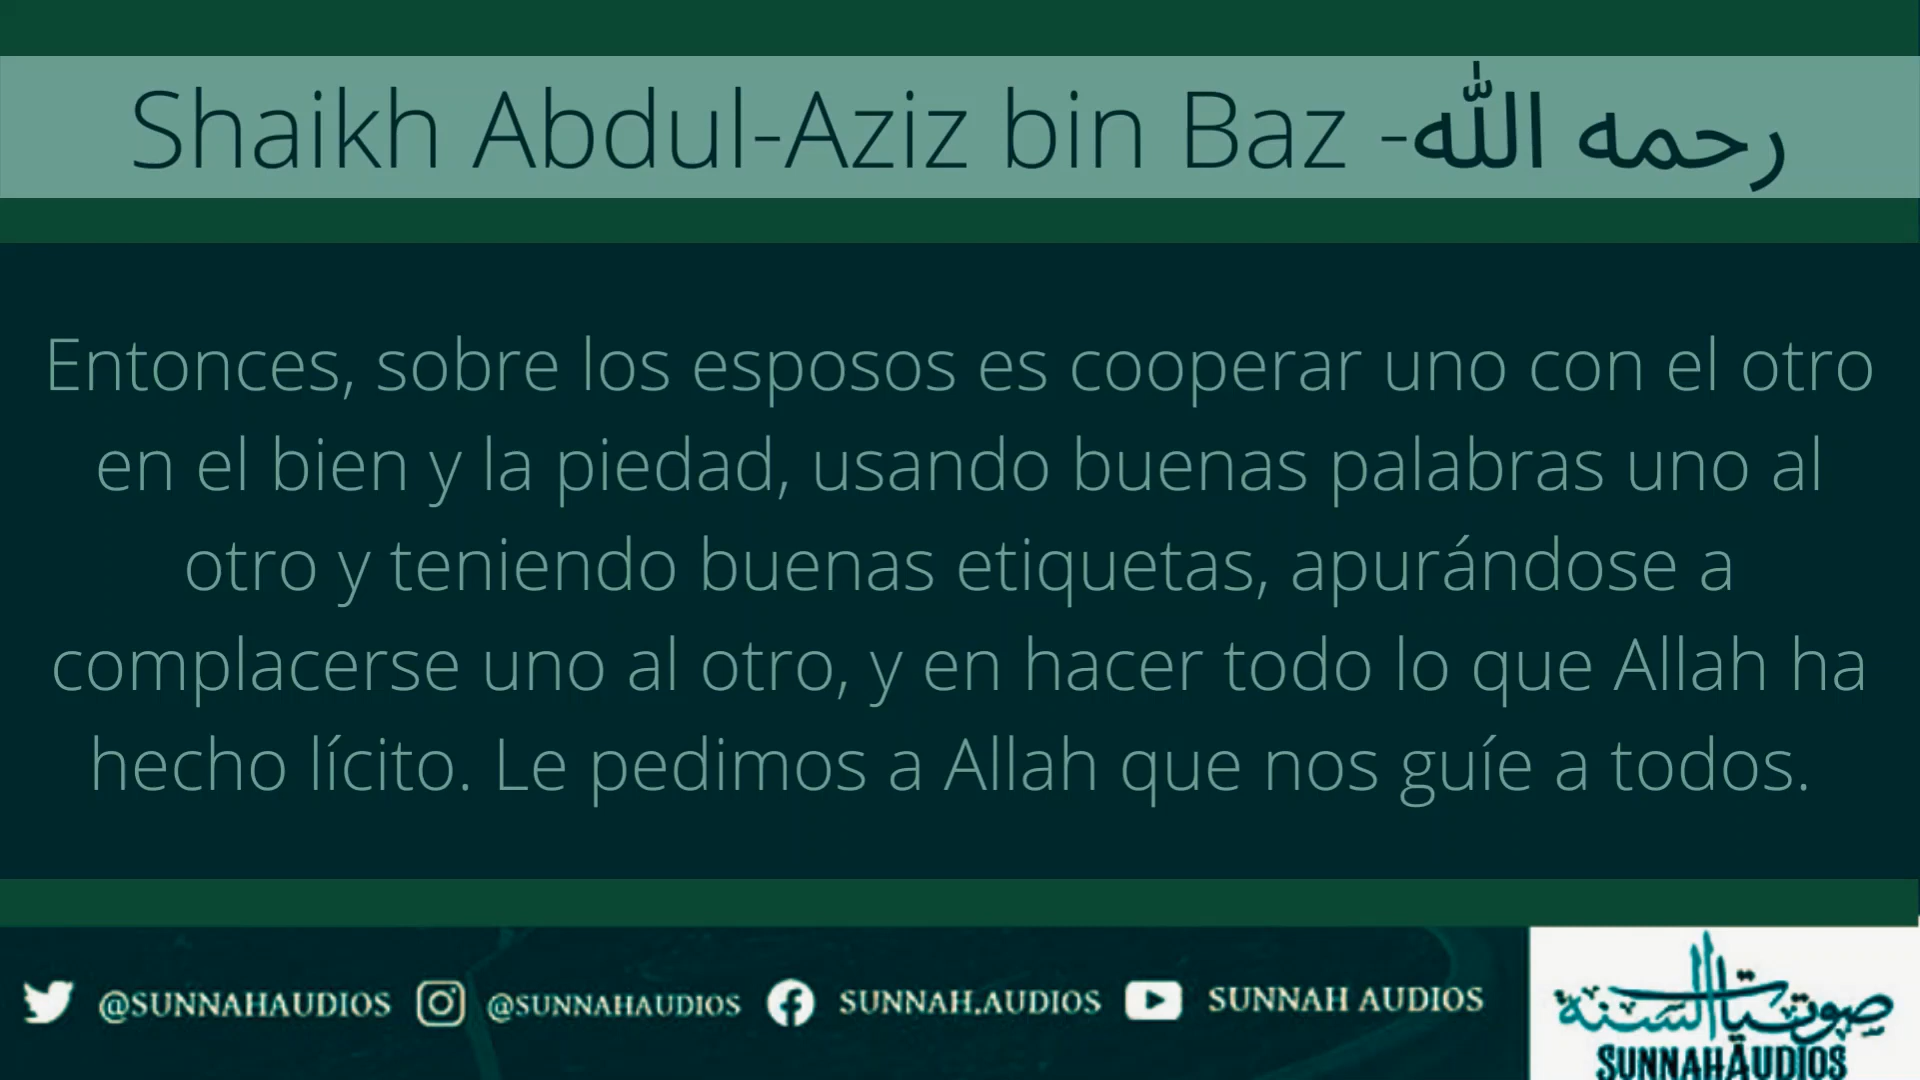 Shaikh Abdul-Aziz bin Baz -رحمه الله
Entonces, sobre los esposos es cooperar uno con el otro
en el bien y la piedad, usando buenas palabras uno al
otro y teniendo buenas etiquetas, apurándose a
complacerse uno al otro, y en hacer todo lo que Allah ha
hecho lícito. Le pedimos a Allah que nos guíe a todos.
@SUNNAHAUDIOS @SUNNAHAUDIOS SUNNAH.AUDIOS SUNNAH AUDIOS
صوتيات السنة
SUNNAHAUDIOS